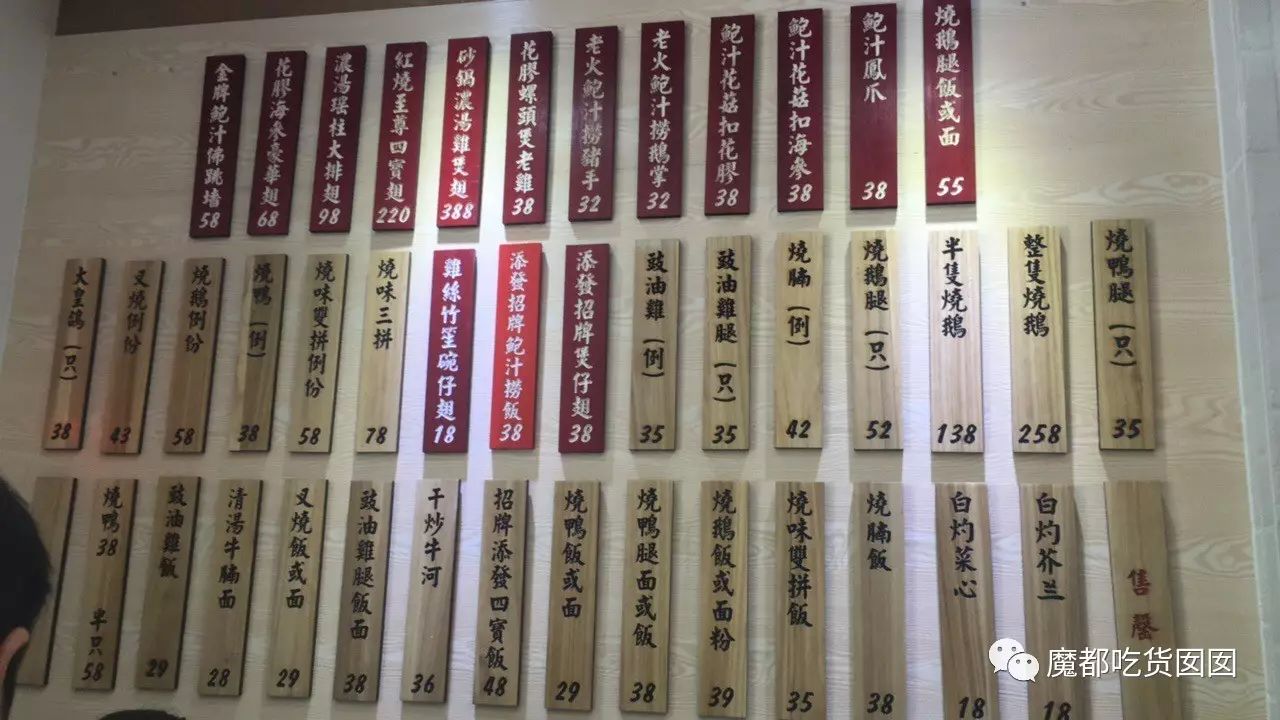 金牌鮑汁佛跳墙 58
花膠海參豪華翅 68
濃湯瑶柱大排翅 98
紅燒至尊四寶翅 220
砂鍋濃湯雞煲翅 388
花膠螺頭煲老雞 38
老火鮑汁撈豬手 32
老火鮑汁撈鵝掌 32
鮑汁花菇扣花膠 38
鮑汁花菇扣海參 38
鮑汁鳳爪 38
燒鵝腿飯或面 55
大皇鴿（只） 38
叉燒例份 43
燒鵝例份 58
燒鴨（例） 38
燒味雙拼例份 58
燒味三拼 78
雞絲竹笙碗仔翅 18
添發招牌鮑汁撈飯 38
添發招牌煲仔翅 38
豉油雞（例） 35
豉油雞腿（只） 35
燒腩（例） 42
燒鵝腿（只） 52
半隻燒鵝 138
整隻燒鵝 258
燒鴨腿（只） 35
燒鴨 38 半只 58
豉油雞飯 29
清湯牛腩面 28
叉燒飯或面 29
豉油雞腿飯面 38
干炒牛河 36
招牌添發四寶飯 48
燒鴨飯或面 29
燒鴨腿面或飯 38
燒鵝飯或面粉 39
燒味雙拼飯 35
燒腩飯 38
白灼菜心 18
白灼芥兰 18
售罄
魔都吃货囡囡